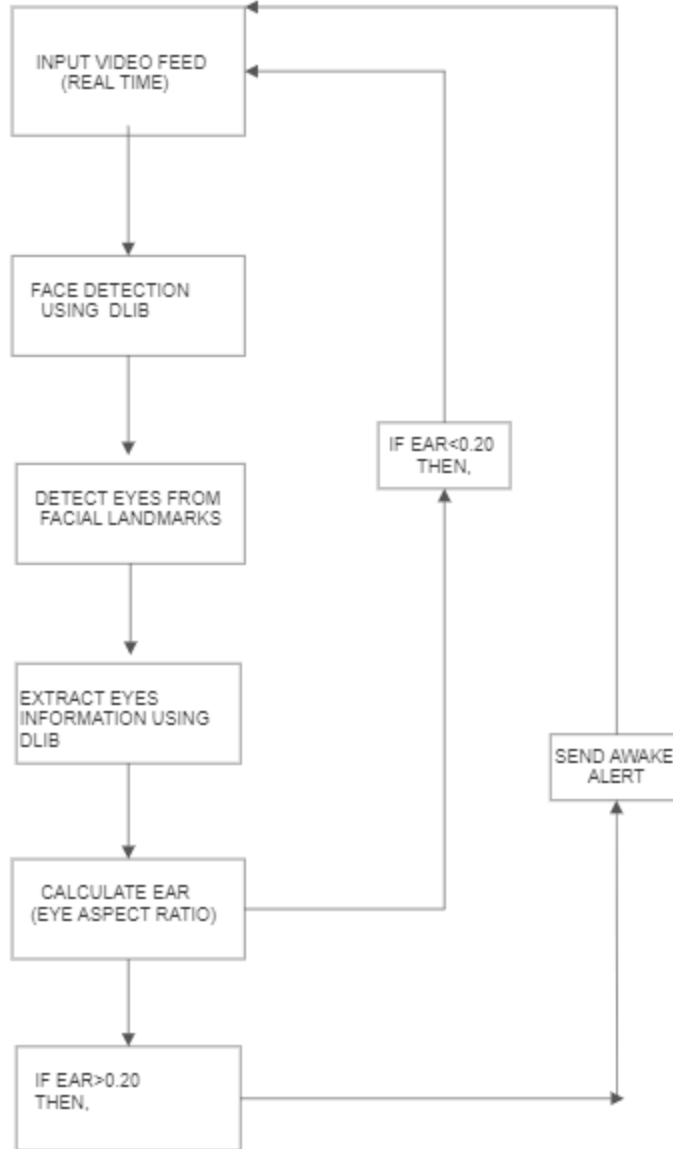 INPUT VIDEO FEED
(REAL TIME)
FACE DETECTION
USING DLIB
IF EAR<0.20
THEN,
DETECT EYES FROM
FACIAL LANDMARKS
EXTRACT EYES
INFORMATION USING
DLIB
SEND AWAKE
ALERT
CALCULATE EAR
(EYE ASPECT RATIO)
IF EAR>0.20
THEN,